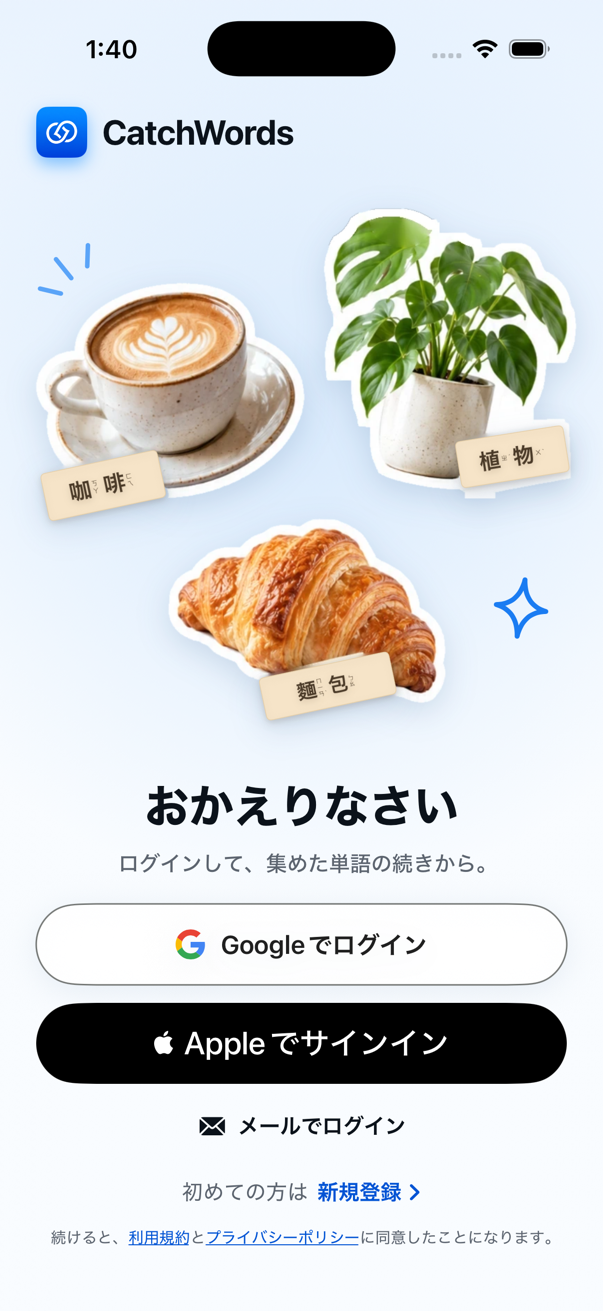 1:40
CatchWords
咖啡
植物
麵包
おかえりなさい
ログインして、集めた単語の続きから。
Googleでログイン
Appleでサインイン
メールでログイン
初めての方は 新規登録
続けると、利用規約とプライバシーポリシーに同意したことになります。